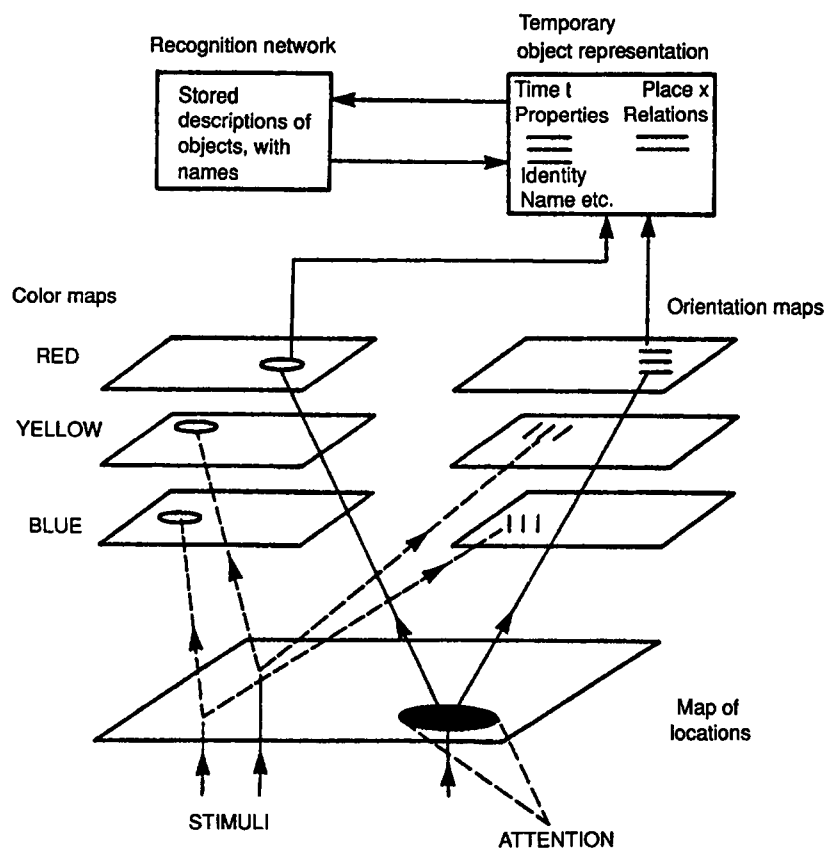 Temporary
object representation
Recognition network
Stored
descriptions of
objects, with
names
Time t Place x
Properties Relations
Identity
Name etc.
Color maps
Orientation maps
RED
YELLOW
BLUE
Map of
locations
STIMULI
ATTENTION